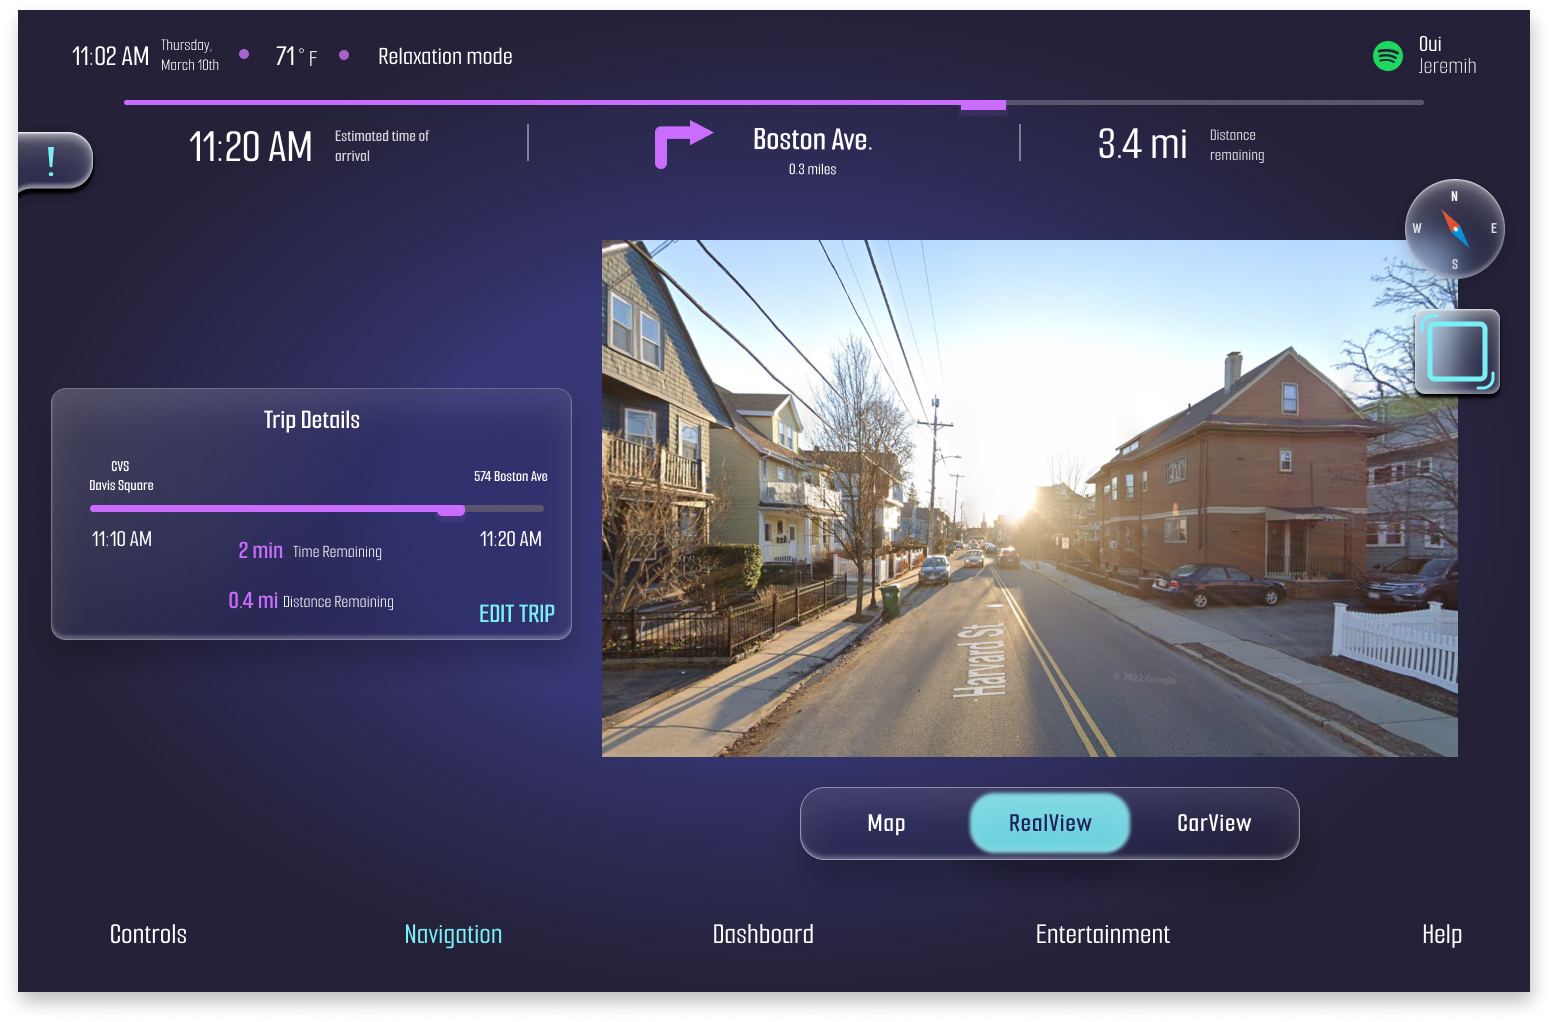 11:02 AM
Thursday,
March 10th
71° F
Relaxation mode
Oui
Jeremih
11:20 AM
Estimated time of
arrival
Boston Ave.
0.3 miles
3.4 mi
Distance
remaining
!
N
W
E
S
Trip Details
CVS
Davis Square
574 Boston Ave
11:10 AM
11:20 AM
2 min Time Remaining
0.4 mi Distance Remaining
EDIT TRIP
Harvard St
© 2022 Google
Map
RealView
CarView
Controls
Navigation
Dashboard
Entertainment
Help